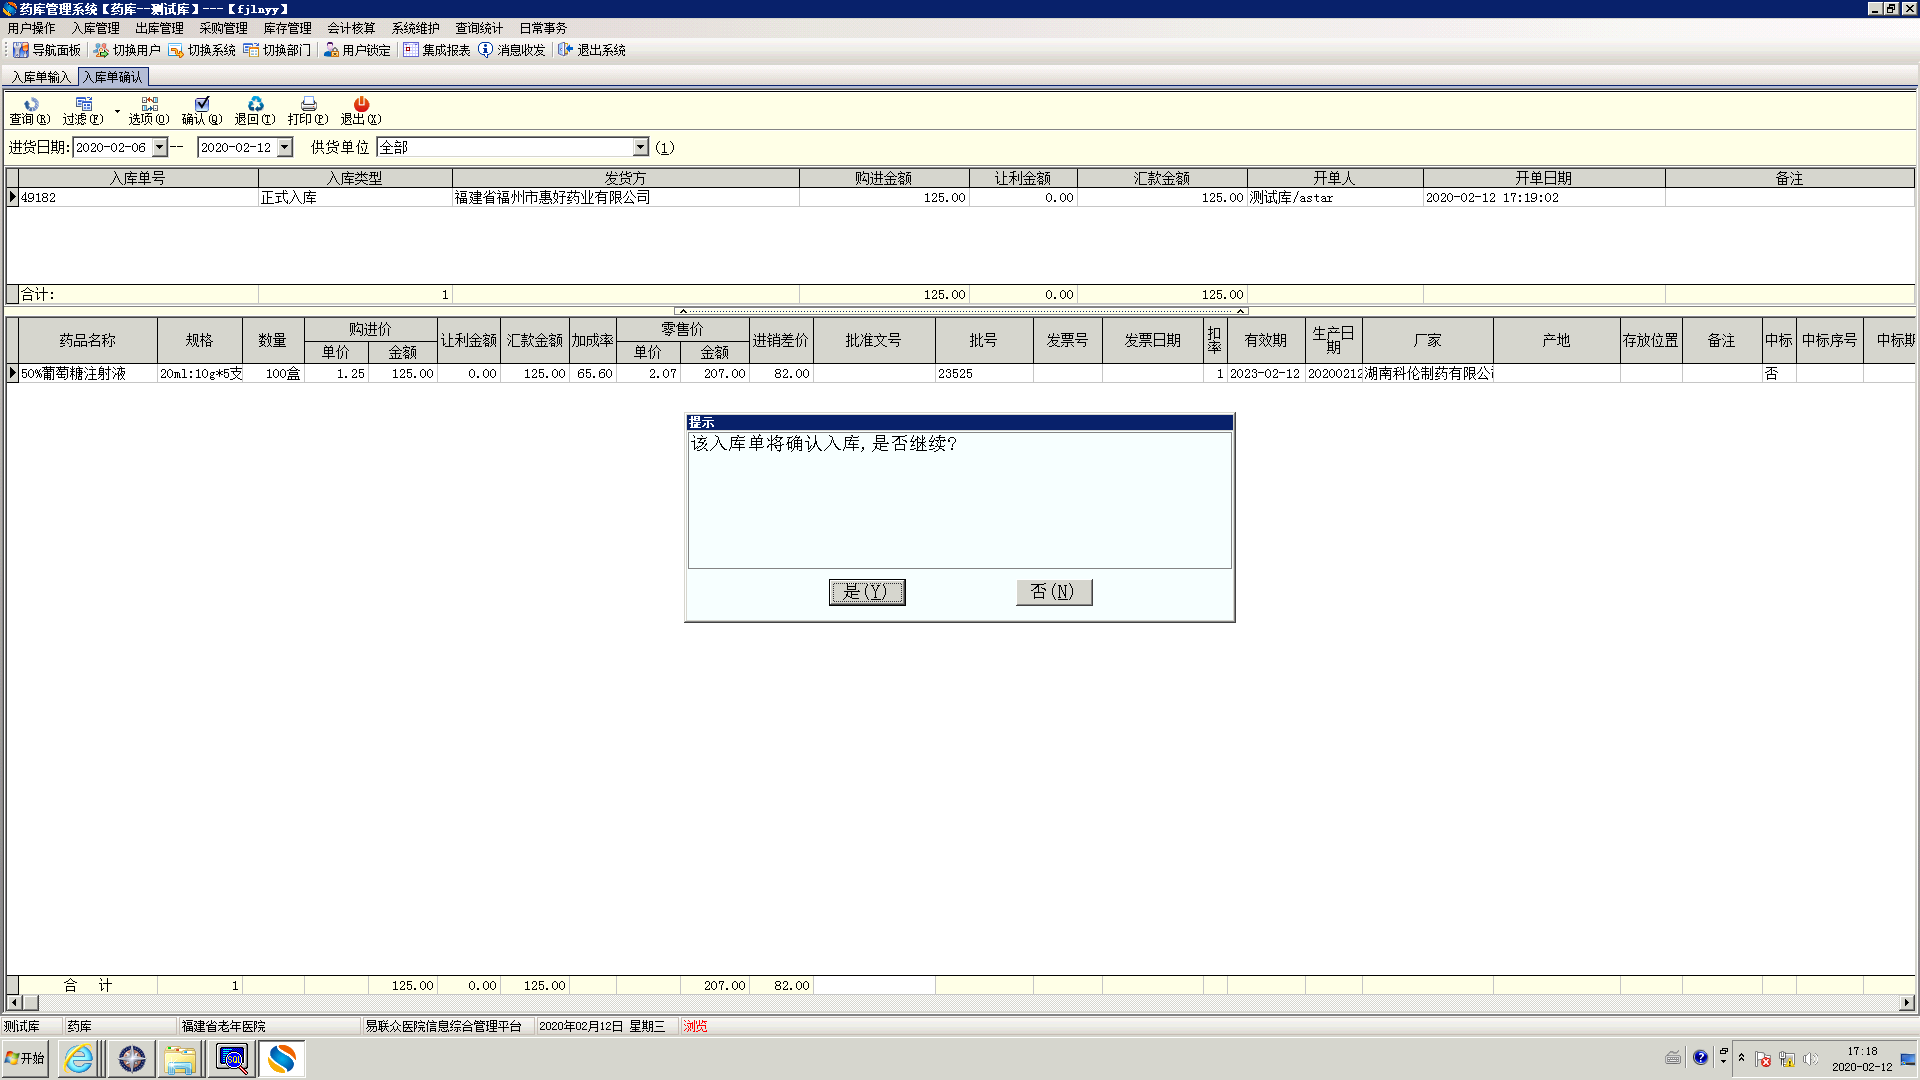 药库管理系统【药库--测试库】---【fjlnyy】
用户操作 入库管理 出库管理 采购管理 库存管理 会计核算 系统维护 查询统计 日常事务
导航面板 切换用户 切换系统 切换部门 用户锁定 集成报表 消息收发 退出系统
入库单输入 入库单确认
查询(R) 过滤(F) 选项(O) 确认(Q) 退回(T) 打印(P) 退出(X)
进货日期: 2020-02-06 -- 2020-02-12 供货单位 全部 (1)
入库单号 入库类型 发货方 购进金额 让利金额 汇款金额 开单人 开单日期 备注
49182 正式入库 福建省福州市惠好药业有限公司 125.00 0.00 125.00 测试库/astar 2020-02-12 17:19:02
合计: 1 125.00 0.00 125.00
药品名称 规格 数量 购进价 单价 金额 让利金额 汇款金额 加成率 零售价 单价 金额 进销差价 批准文号 批号 发票号 发票日期 扣率 有效期 生产日期 厂家 产地 存放位置 备注 中标 中标序号 中标期
50%葡萄糖注射液 20ml:10g*5支 100盒 1.25 125.00 0.00 125.00 65.60 2.07 207.00 82.00 23525 1 2023-02-12 20200212 湖南科伦制药有限公司 否
提示
该入库单将确认入库,是否继续?
是(Y) 否(N)
合 计 1 125.00 0.00 125.00 207.00 82.00
测试库 药库 福建省老年医院 易联众医院信息综合管理平台 2020年02月12日 星期三 浏览
开始 SQL 17:18
2020-02-12